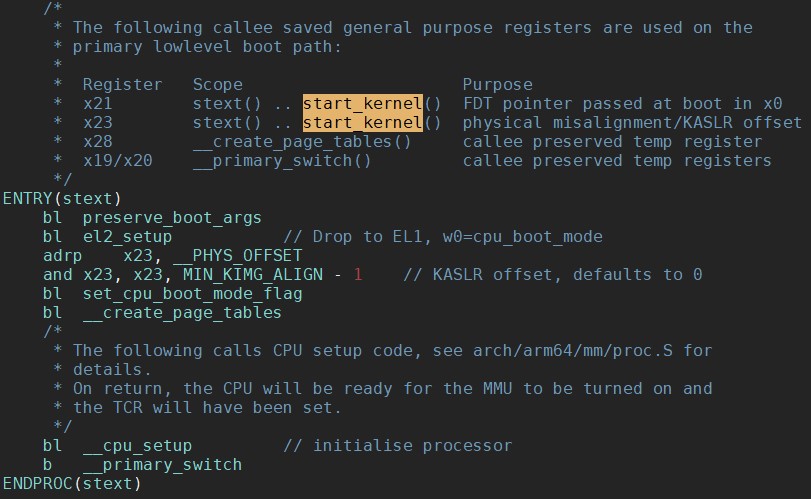 /*
* The following callee saved general purpose registers are used on the
* primary lowlevel boot path:
*
* Register Scope Purpose
* x21 stext() .. start_kernel() FDT pointer passed at boot in x0
* x23 stext() .. start_kernel() physical misalignment/KASLR offset
* x28 __create_page_tables() callee preserved temp register
* x19/x20 __primary_switch() callee preserved temp registers
*/
ENTRY(stext)
bl preserve_boot_args
bl el2_setup // Drop to EL1, w0=cpu_boot_mode
adrp x23, __PHYS_OFFSET
and x23, x23, MIN_KIMG_ALIGN - 1 // KASLR offset, defaults to 0
bl set_cpu_boot_mode_flag
bl __create_page_tables
/*
* The following calls CPU setup code, see arch/arm64/mm/proc.S for
* details.
* On return, the CPU will be ready for the MMU to be turned on and
* the TCR will have been set.
*/
bl __cpu_setup // initialise processor
b __primary_switch
ENDPROC(stext)